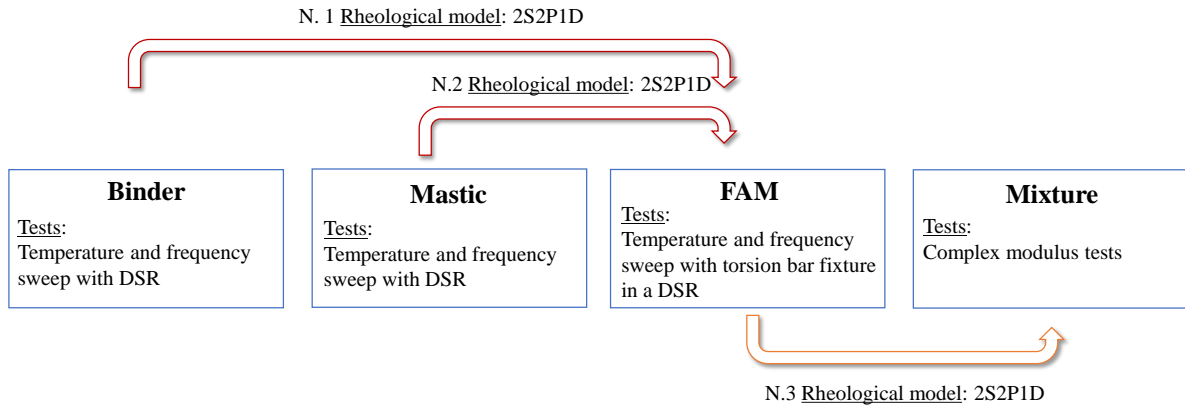 N. 1 Rheological model: 2S2P1D
N.2 Rheological model: 2S2P1D
Binder
Tests:
Temperature and frequency
sweep with DSR
Mastic
Tests:
Temperature and frequency
sweep with DSR
FAM
Tests:
Temperature and frequency
sweep with torsion bar fixture
in a DSR
Mixture
Tests:
Complex modulus tests
N.3 Rheological model: 2S2P1D